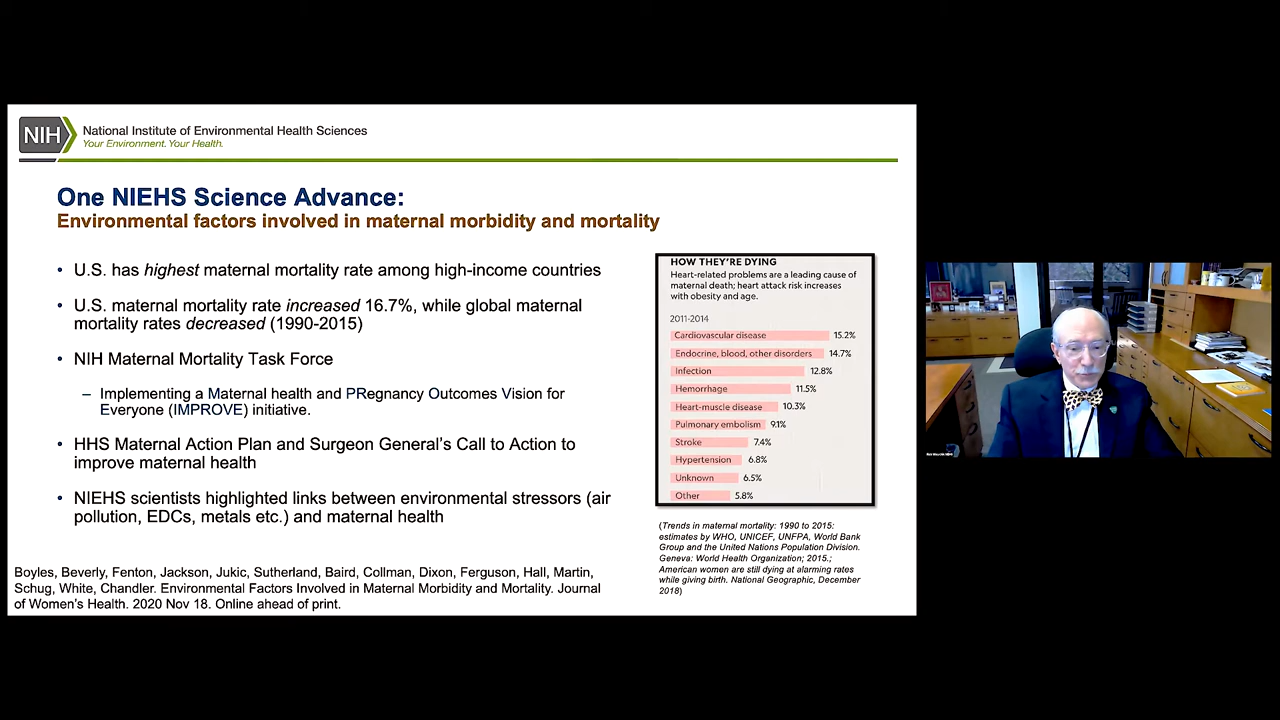 NIH
National Institute of Environmental Health Sciences
Your Environment. Your Health.
One NIEHS Science Advance:
Environmental factors involved in maternal morbidity and mortality
• U.S. has highest maternal mortality rate among high-income countries
• U.S. maternal mortality rate increased 16.7%, while global maternal
mortality rates decreased (1990-2015)
• NIH Maternal Mortality Task Force
– Implementing a Maternal health and PRegnancy Outcomes Vision for
Everyone (IMPROVE) initiative.
• HHS Maternal Action Plan and Surgeon General's Call to Action to
improve maternal health
• NIEHS scientists highlighted links between environmental stressors (air
pollution, EDCs, metals etc.) and maternal health
Boyles, Beverly, Fenton, Jackson, Jukic, Sutherland, Baird, Collman, Dixon, Ferguson, Hall, Martin,
Schug, White, Chandler. Environmental Factors Involved in Maternal Morbidity and Mortality. Journal
of Women's Health. 2020 Nov 18. Online ahead of print.
HOW THEY'RE DYING
Heart-related problems are a leading cause of
maternal death; heart attack risk increases
with obesity and age.
2011-2014
Cardiovascular disease 15.2%
Endocrine, blood, other disorders 14.7%
Infection 12.8%
Hemorrhage 11.5%
Heart-muscle disease 10.3%
Pulmonary embolism 9.1%
Stroke 7.4%
Hypertension 6.8%
Unknown 6.5%
Other 5.8%
(Trends in maternal mortality: 1990 to 2015:
estimates by WHO, UNICEF, UNFPA, World Bank
Group and the United Nations Population Division.
Geneva: World Health Organization; 2015.;
American women are still dying at alarming rates
while giving birth. National Geographic, December
2018)